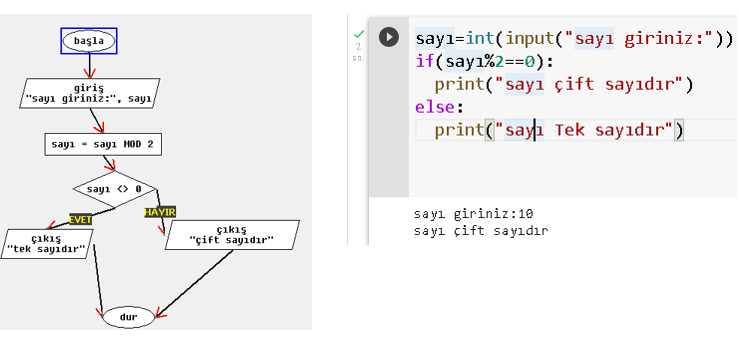 başla
giriş
"sayı giriniz:", sayı
sayı = sayı MOD 2
sayı <> 0
EVET
HAYIR
çıkış
"tek sayıdır"
çıkış
"çift sayıdır"
dur
2
sn.
sayı=int(input("sayı giriniz:"))
if(sayı%2==0):
print("sayı çift sayıdır")
else:
print("sayı Tek sayıdır")
sayı giriniz:10
sayı çift sayıdır